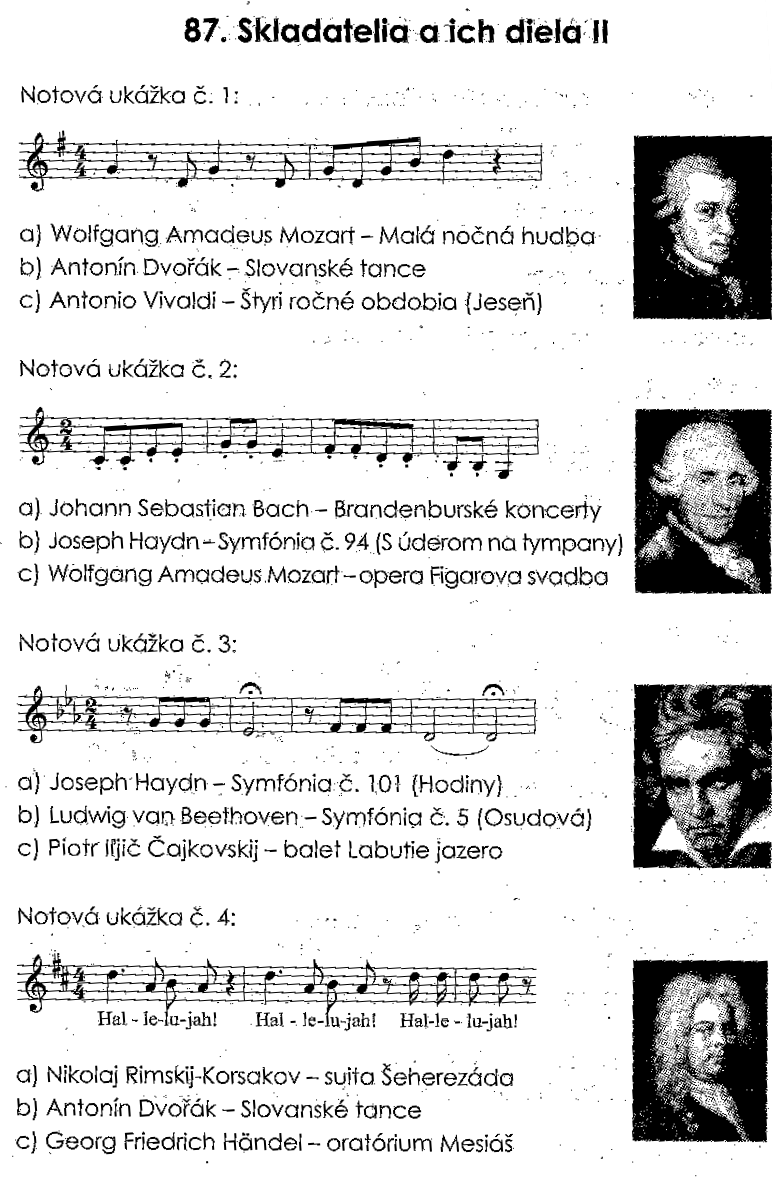 87. Skladatelia a ich diela II
Notová ukážka č. 1:
a) Wolfgang Amadeus Mozart – Malá nočná hudba
b) Antonín Dvořák – Slovanské tance
c) Antonio Vivaldi – Štyri ročné obdobia (Jeseň)
Notová ukážka č. 2:
a) Johann Sebastian Bach – Brandenburské koncerty
b) Joseph Haydn – Symfónia č. 94 (S úderom na tympany)
c) Wolfgang Amadeus Mozart – opera Figarova svadba
Notová ukážka č. 3:
a) Joseph Haydn – Symfónia č. 101 (Hodiny)
b) Ludwig van Beethoven – Symfónia č. 5 (Osudová)
c) Piotr Iľjič Čajkovskij – balet Labutie jazero
Notová ukážka č. 4:
Hal - le-lu-jah! Hal - le-lu-jah! Hal-le - lu-jah!
a) Nikolaj Rimskij-Korsakov – suita Šeherezáda
b) Antonín Dvořák – Slovanské tance
c) Georg Friedrich Händel – oratórium Mesiáš